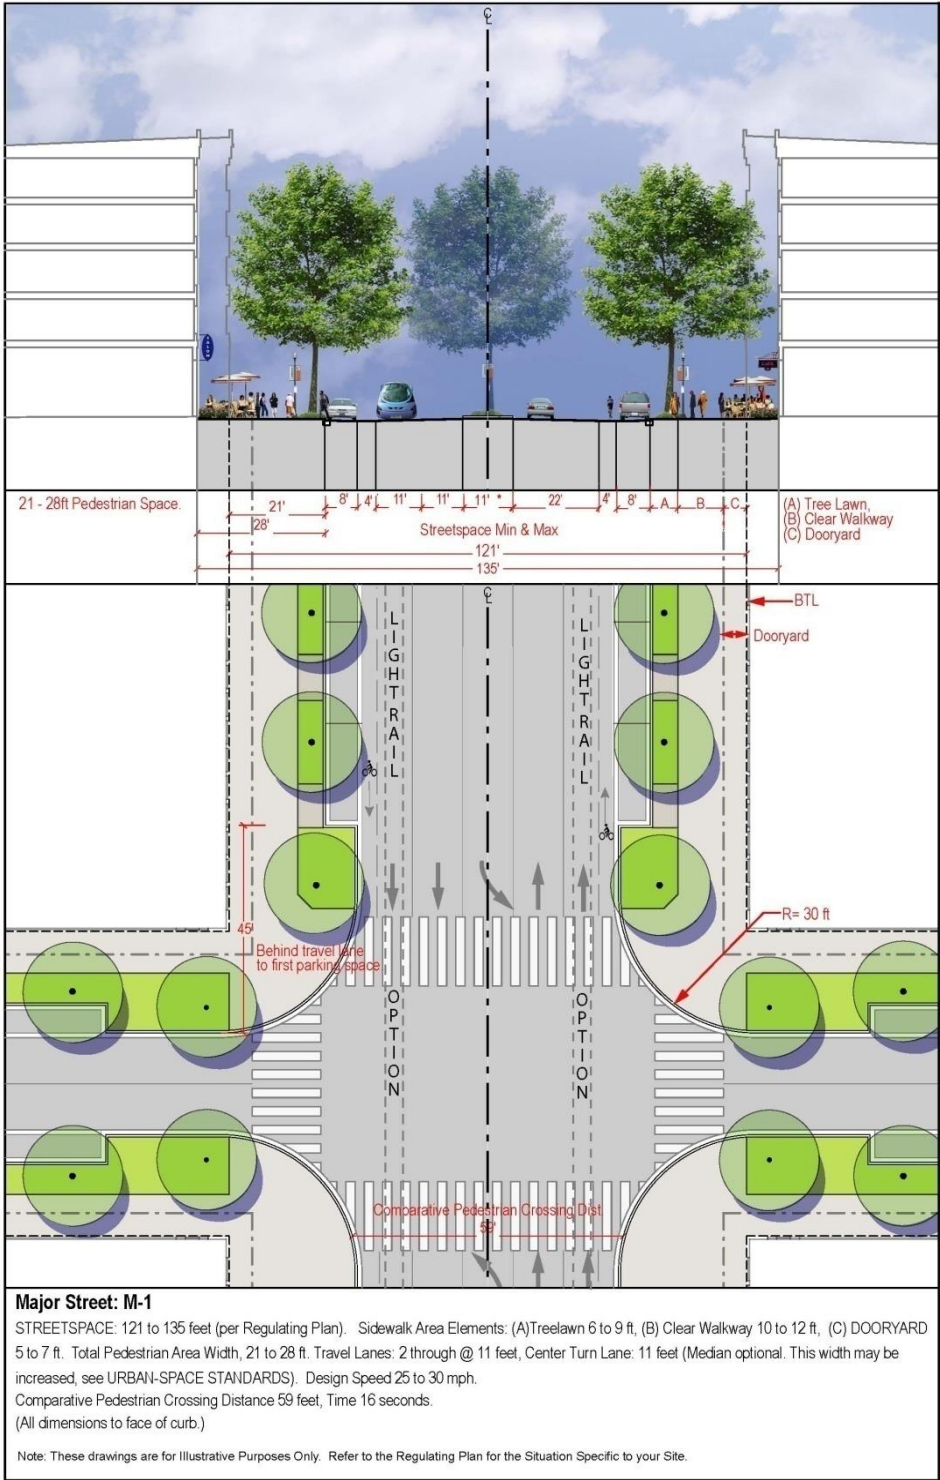 ℄
21 - 28ft Pedestrian Space.
21'
28'
8' 4' 11' 11' 11' * 22' 4' 8' A B C
Streetspace Min & Max
121'
135'
(A) Tree Lawn,
(B) Clear Walkway
(C) Dooryard
℄
BTL
Dooryard
LIGHTRAIL
LIGHTRAIL
R= 30 ft
45'
Behind travel lane
to first parking space
OPTION
OPTION
Comparative Pedestrian Crossing Dist.
59'
Major Street: M-1
STREETSPACE: 121 to 135 feet (per Regulating Plan). Sidewalk Area Elements: (A)Treelawn 6 to 9 ft, (B) Clear Walkway 10 to 12 ft, (C) DOORYARD
5 to 7 ft. Total Pedestrian Area Width, 21 to 28 ft. Travel Lanes: 2 through @ 11 feet, Center Turn Lane: 11 feet (Median optional. This width may be
increased, see URBAN-SPACE STANDARDS). Design Speed 25 to 30 mph.
Comparative Pedestrian Crossing Distance 59 feet, Time 16 seconds.
(All dimensions to face of curb.)
Note: These drawings are for Illustrative Purposes Only. Refer to the Regulating Plan for the Situation Specific to your Site.